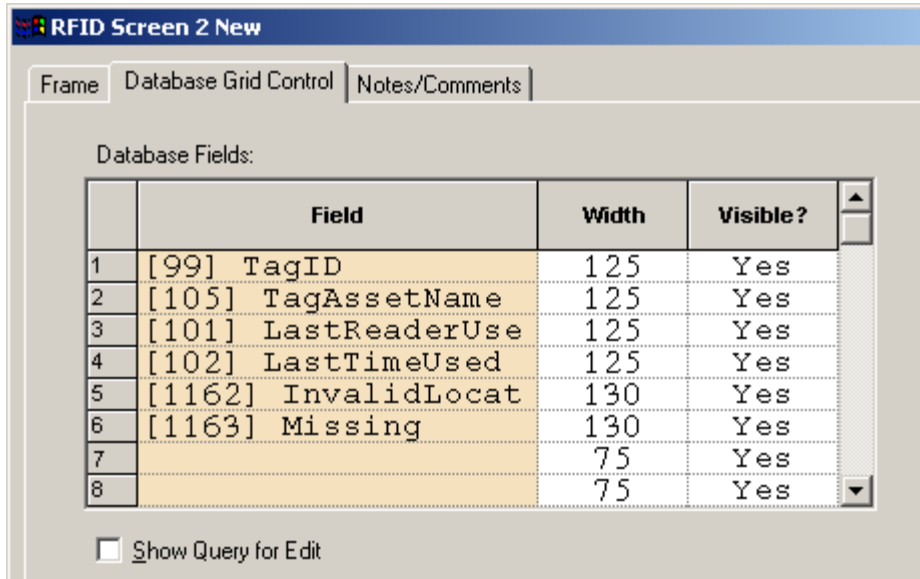 RFID Screen 2 New
Frame Database Grid Control Notes/Comments
Database Fields:
Field Width Visible?
1 [99] TagID 125 Yes
2 [105] TagAssetName 125 Yes
3 [101] LastReaderUse 125 Yes
4 [102] LastTimeUsed 125 Yes
5 [1162] InvalidLocat 130 Yes
6 [1163] Missing 130 Yes
7 75 Yes
8 75 Yes
Show Query for Edit